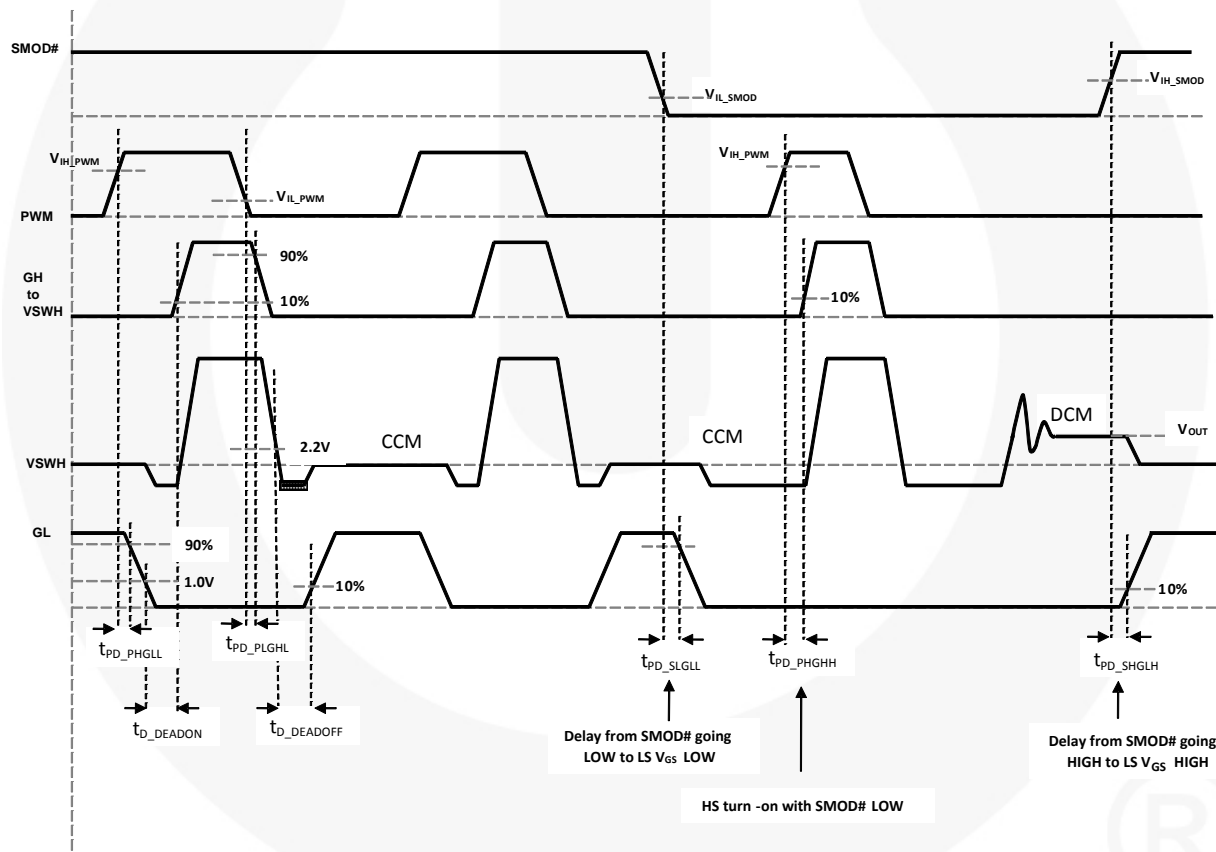 SMOD#
V_IL_SMOD
V_IH_SMOD
V_IH_PWM
V_IH_PWM
V_IL_PWM
PWM
90%
GH
to
VSWH
10%
10%
CCM
CCM
DCM
V_OUT
2.2V
VSWH
GL
90%
1.0V
10%
10%
t_PD_PHGLL
t_PD_PLGHL
t_PD_SLGLL
t_PD_PHGHH
t_PD_SHGLH
t_D_DEADON
t_D_DEADOFF
Delay from SMOD# going
LOW to LS V_GS LOW
Delay from SMOD# going
HIGH to LS V_GS HIGH
HS turn -on with SMOD# LOW
®